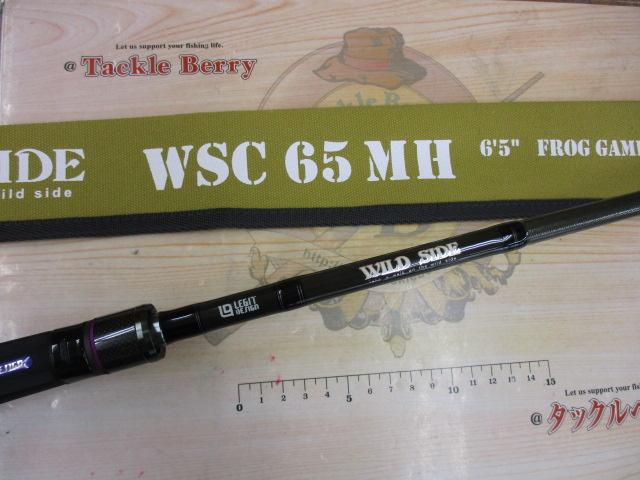 Let us support your fishing life.
@ Tackle Berry
IDE
ild side
WSC 65 MH
6'5" FROG GAM
WILD SIDE
LEGIT
DESIGN
0 1 2 3 4 5 6 7 8 9 10 11 12 13 14 15
Let us support your fish
@ タックル